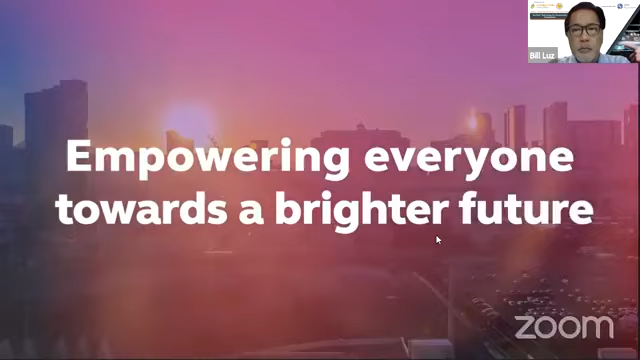 Bill Luz
Empowering everyone
towards a brighter future
zoom